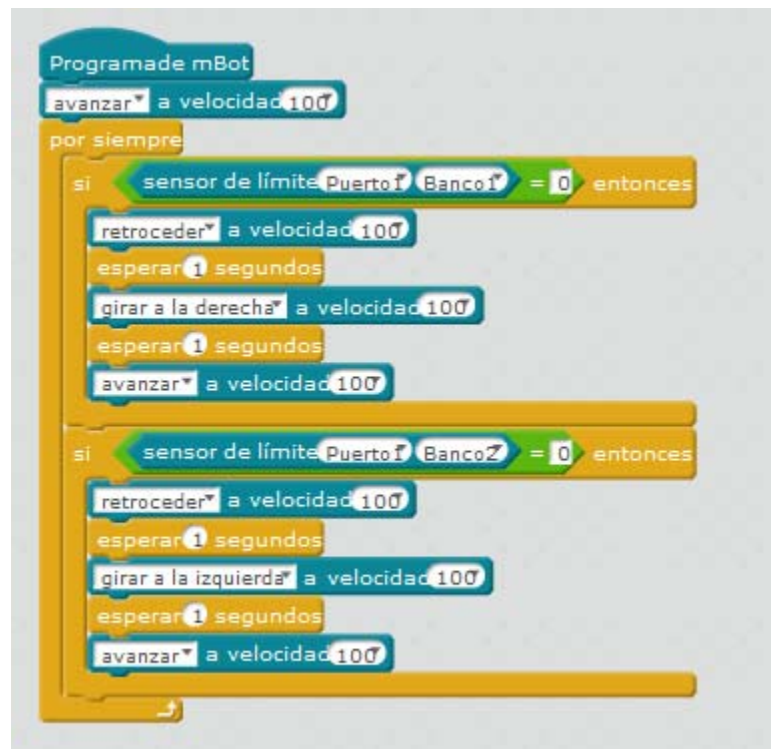 Programade mBot
avanzar a velocidad 100
por siempre
si sensor de límite Puerto1 Banco1 = 0 entonces
retroceder a velocidad 100
esperar 1 segundos
girar a la derecha a velocidad 100
esperar 1 segundos
avanzar a velocidad 100
si sensor de límite Puerto1 Banco2 = 0 entonces
retroceder a velocidad 100
esperar 1 segundos
girar a la izquierda a velocidad 100
esperar 1 segundos
avanzar a velocidad 100